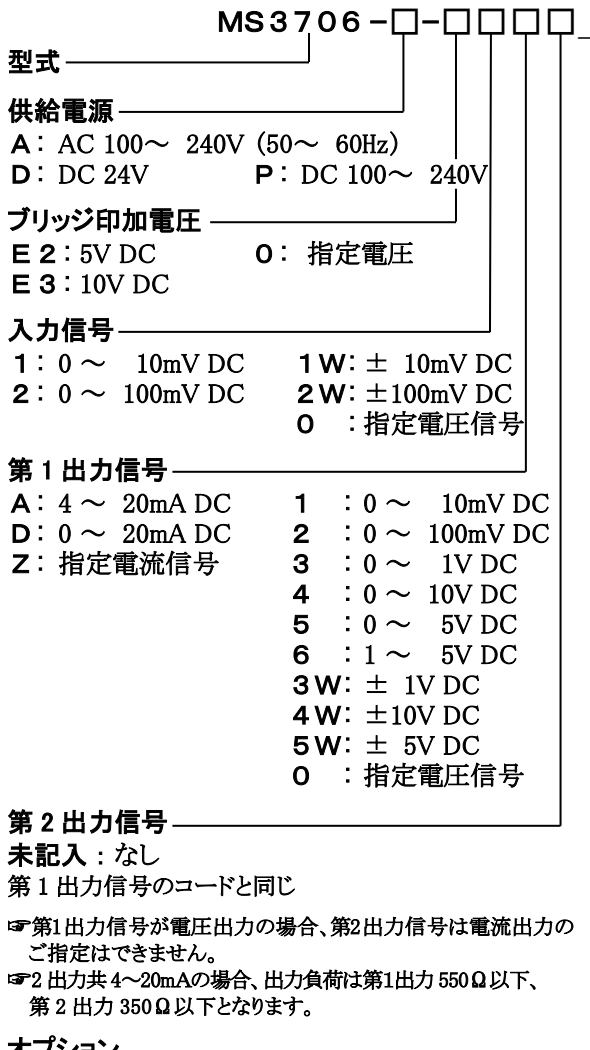 MS3706-□-□□□□_
型式
供給電源
A: AC 100～ 240V (50～ 60Hz)
D: DC 24V P: DC 100～ 240V
ブリッジ印加電圧
E2:5V DC 0: 指定電圧
E3:10V DC
入力信号
1: 0 ～ 10mV DC 1W: ± 10mV DC
2: 0 ～ 100mV DC 2W: ±100mV DC
0 :指定電圧信号
第1出力信号
A: 4 ～ 20mA DC 1 :0 ～ 10mV DC
D: 0 ～ 20mA DC 2 :0 ～ 100mV DC
Z: 指定電流信号 3 :0 ～ 1V DC
4 :0 ～ 10V DC
5 :0 ～ 5V DC
6 :1 ～ 5V DC
3W: ± 1V DC
4W: ±10V DC
5W: ± 5V DC
0 :指定電圧信号
第2出力信号
未記入:なし
第1出力信号のコードと同じ
☞第1出力信号が電圧出力の場合、第2出力信号は電流出力の
ご指定はできません。
☞2出力共4～20mAの場合、出力負荷は第1出力550Ω以下、
第2出力350Ω以下となります。
オプション